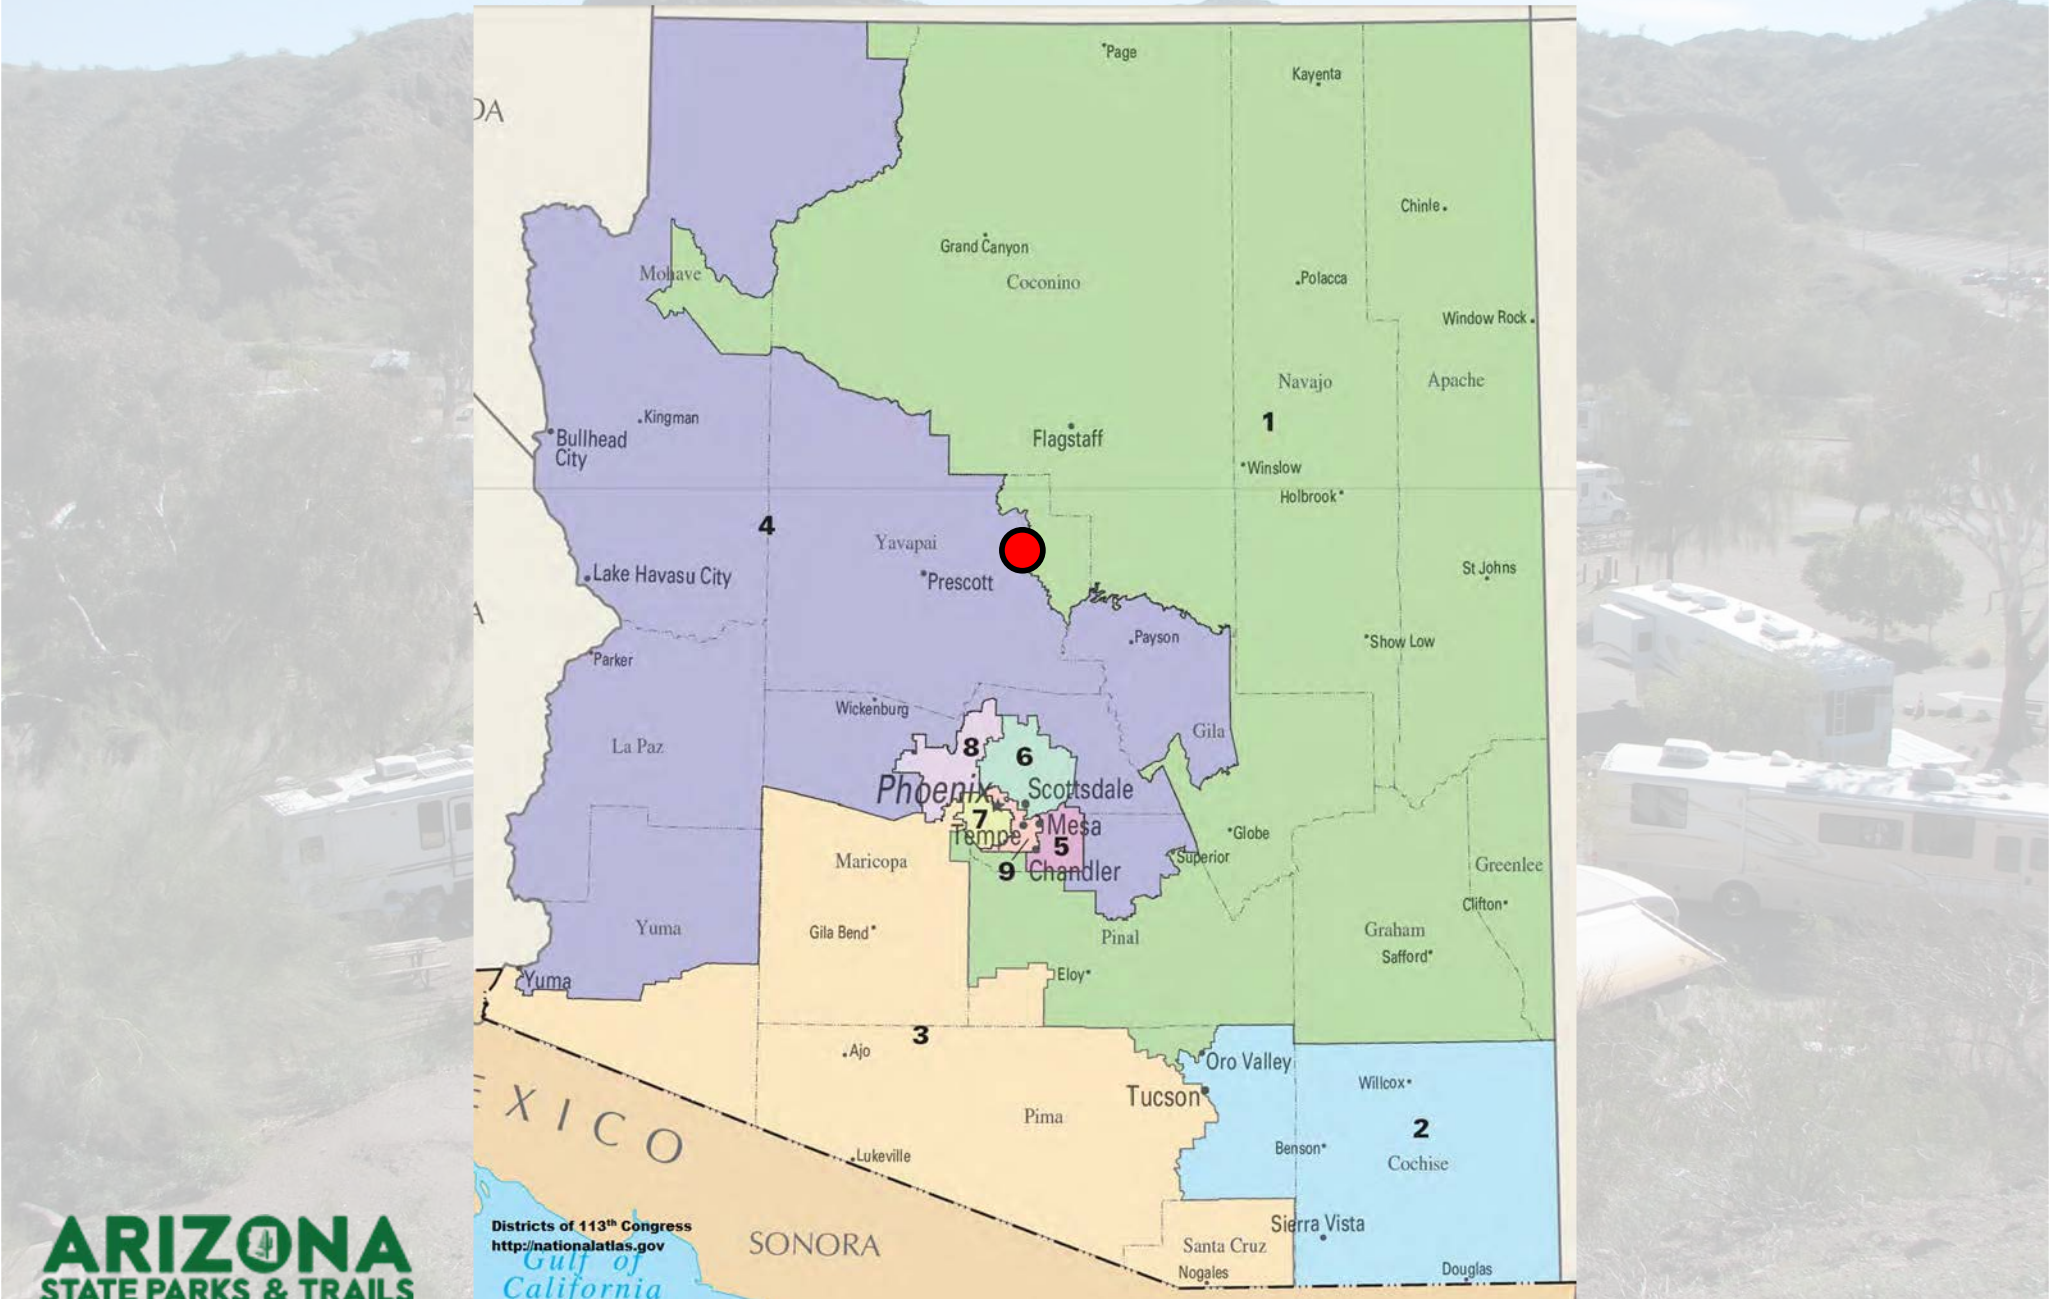 Page
Kayenta
DA
Chinle
Grand Canyon
Mohave
Coconino
Polacca
Window Rock
Navajo
Apache
Kingman
1
Bullhead
City
Flagstaff
Winslow
Holbrook
4
Yavapai
Lake Havasu City
Prescott
St Johns
A
Payson
Show Low
Parker
Wickenburg
Gila
La Paz
8
6
Phoenix
Scottsdale
7
Mesa
Tempe
Globe
5
Superior
Maricopa
9
Chandler
Greenlee
Clifton
Yuma
Gila Bend
Pinal
Graham
Safford
Eloy
Yuma
3
Ajo
Oro Valley
Willcox
Tucson
EXICO
Pima
2
Benson
Lukeville
Cochise
Districts of 113th Congress
http://nationalatlas.gov
Gulf of
California
SONORA
Sierra Vista
Santa Cruz
Nogales
Douglas
ARIZONA
STATE PARKS & TRAILS